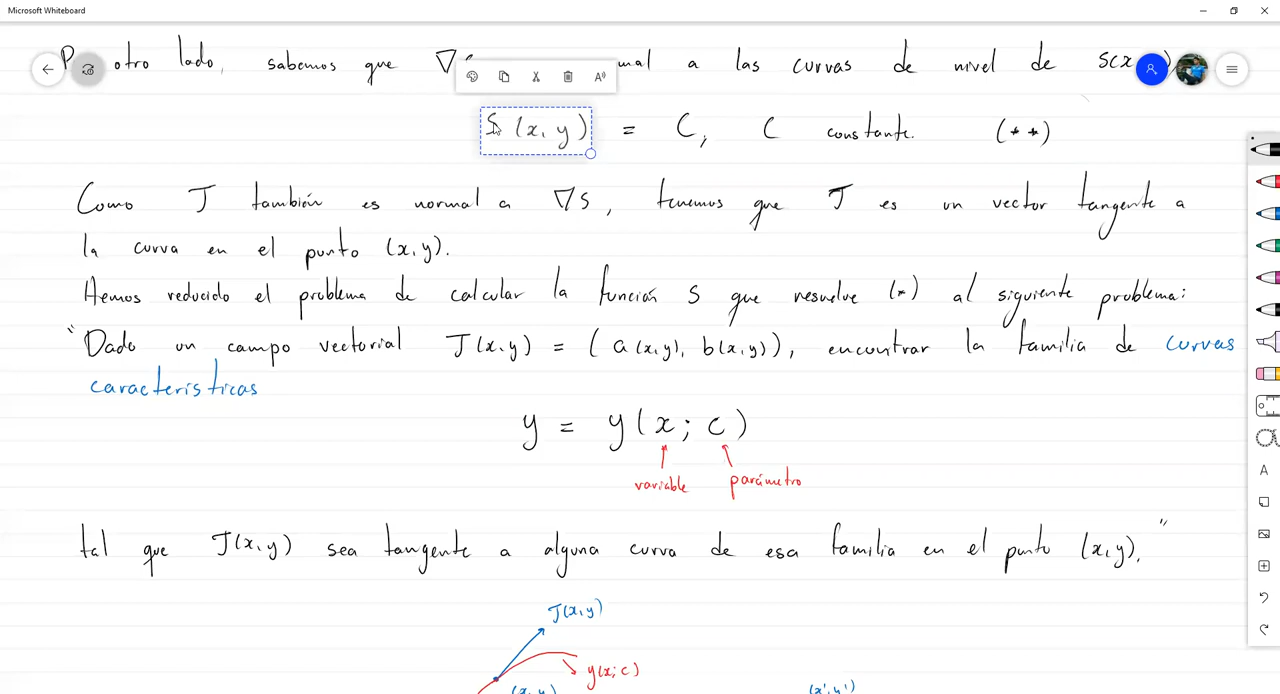 Microsoft Whiteboard
otro lado, sabemos que ∇ mal a las curvas de nivel de S(x
S(x, y) = C, C constante. (**)
Como J también es normal a ∇S, tenemos que J es un vector tangente a
la curva en el punto (x,y).
Hemos reducido el problema de calcular la función S que resuelve (*) al siguiente problema:
"Dado un campo vectorial J(x,y) = (a(x,y), b(x,y)), encontrar la familia de curvas
características
y = y(x; c)
variable parámetro
tal que J(x,y) sea tangente a alguna curva de esa familia en el punto (x,y)."
J(x,y)
y(x;c)
(x,y) (x',y')